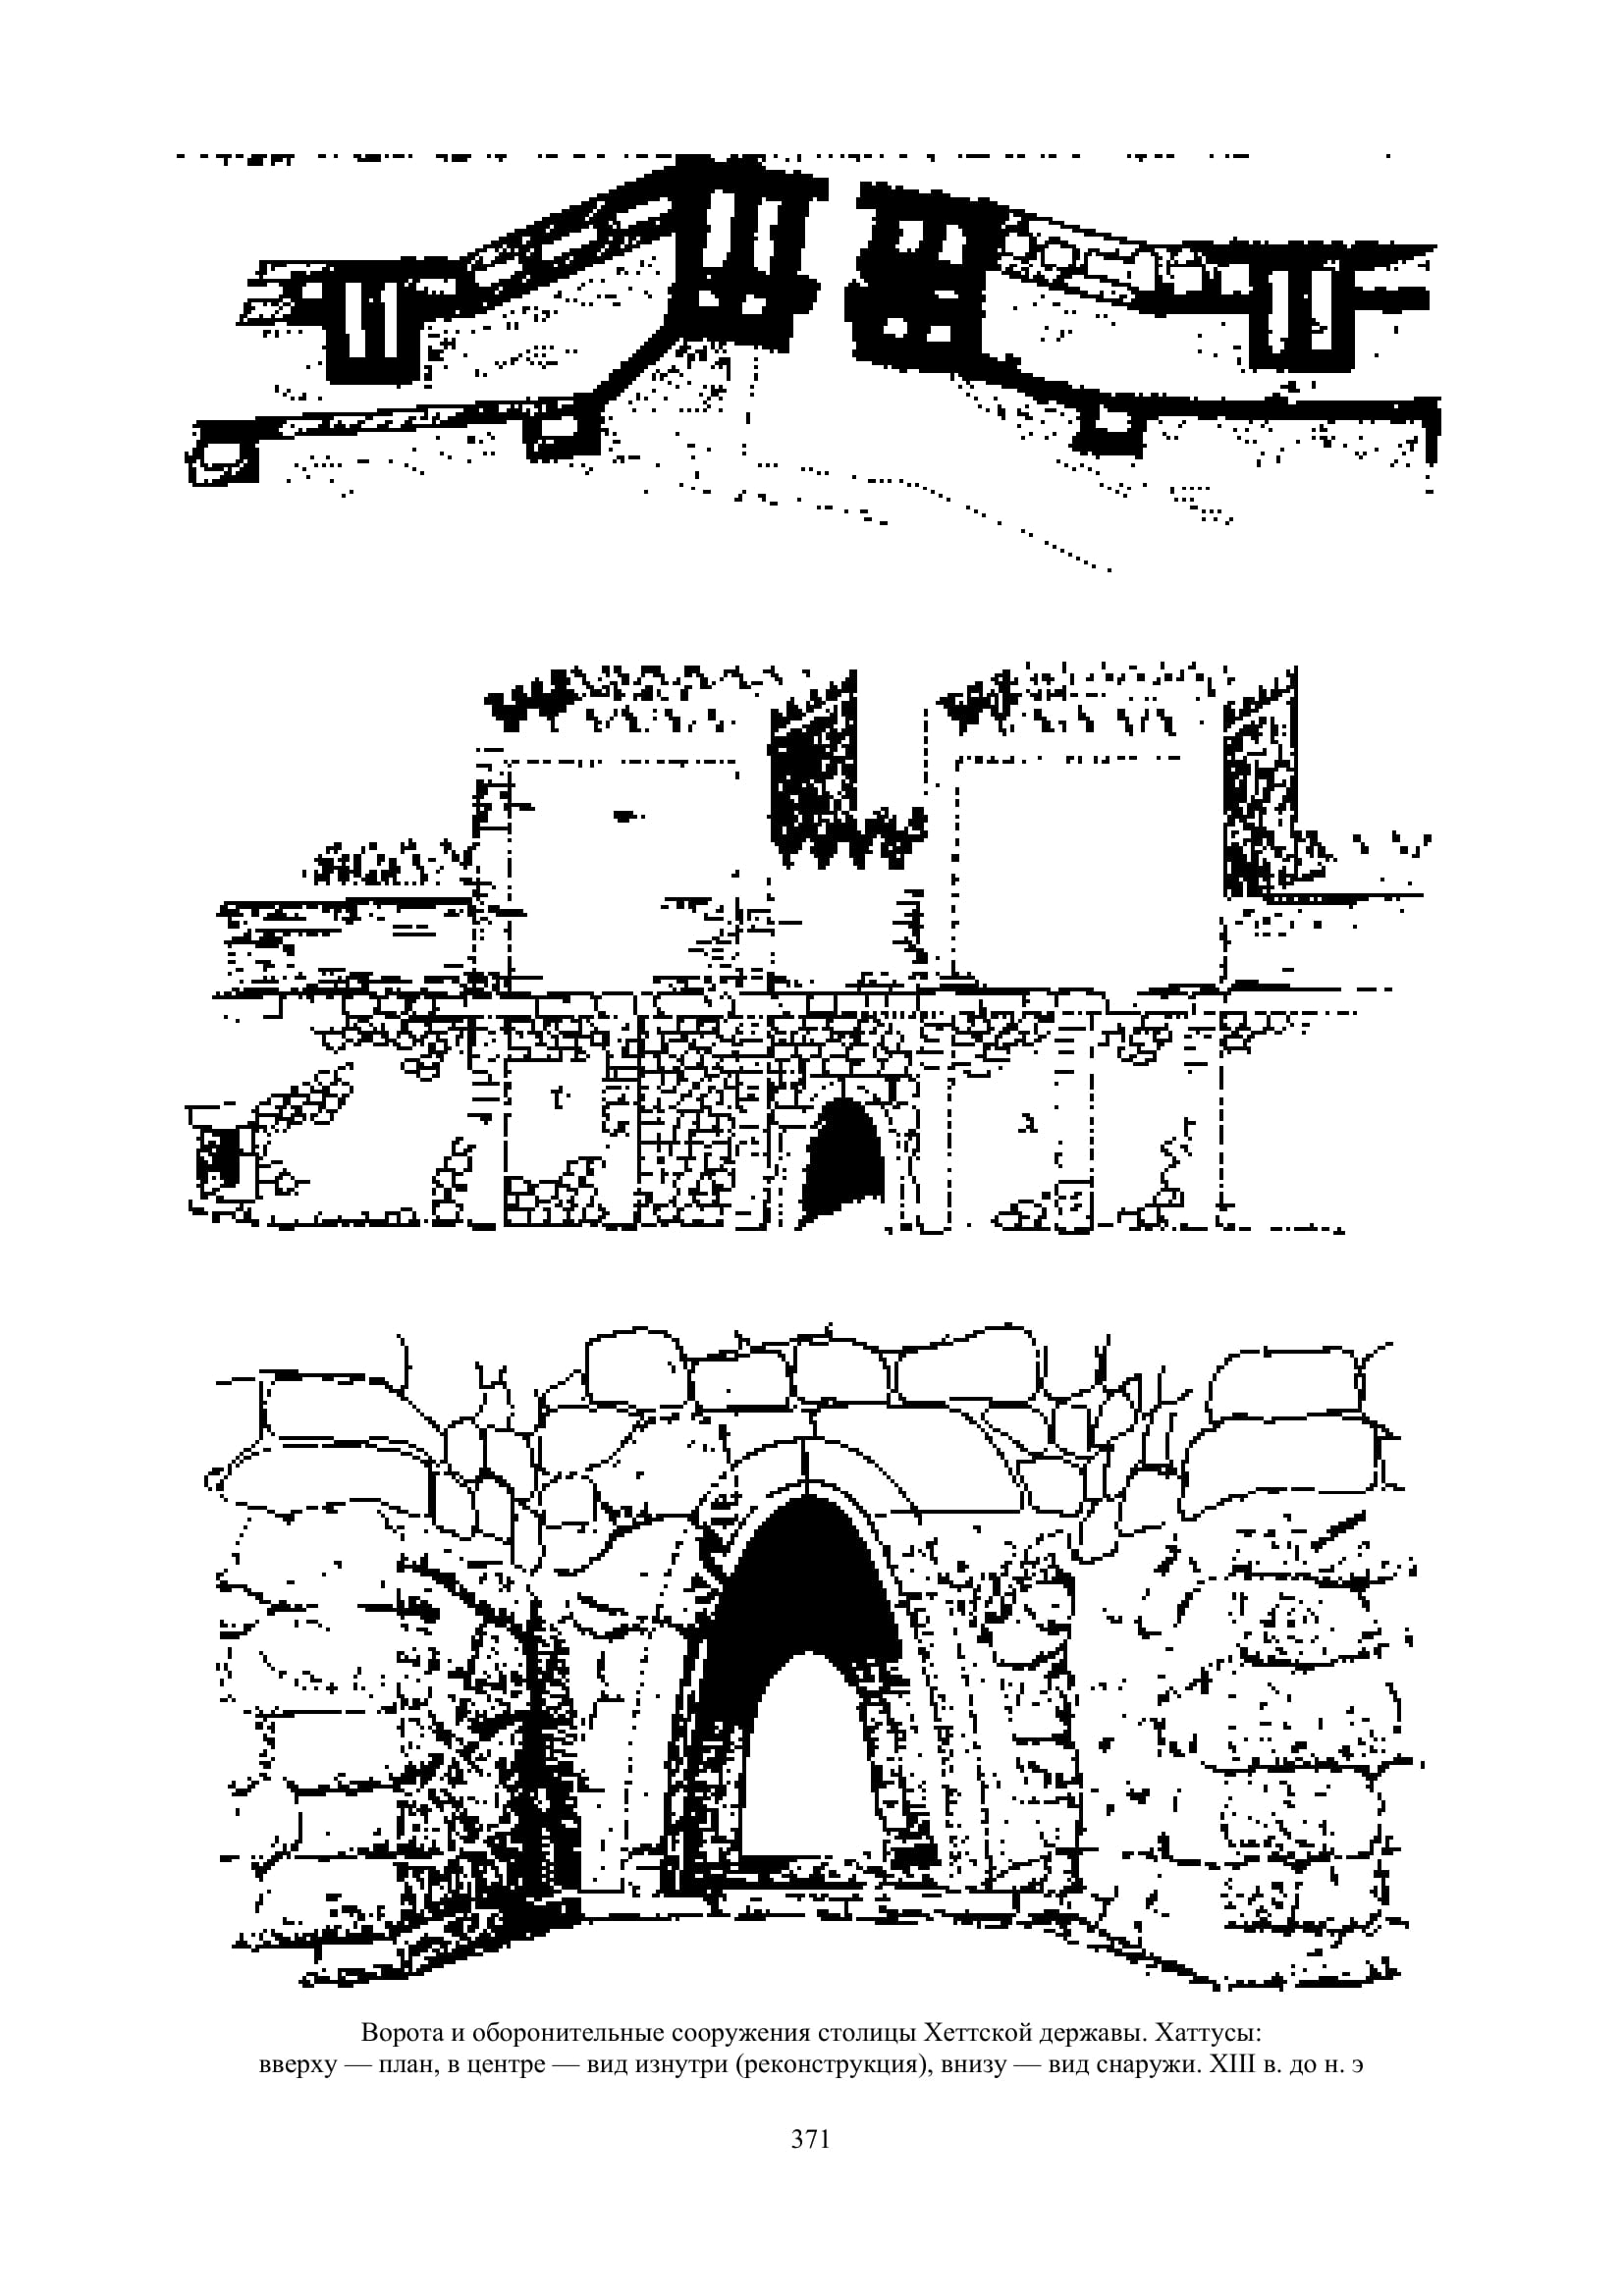 Ворота и оборонительные сооружения столицы Хеттской державы. Хаттусы:
вверху — план, в центре — вид изнутри (реконструкция), внизу — вид снаружи. XIII в. до н. э
371